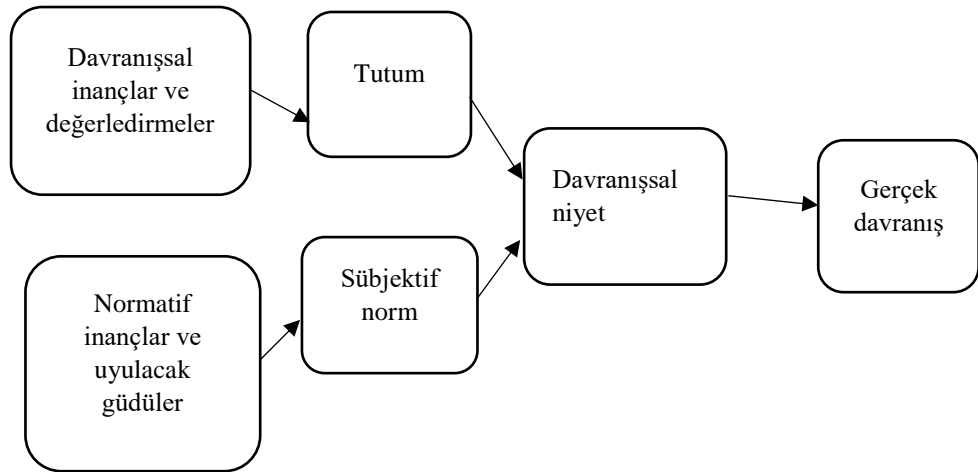 Davranışsal
inançlar ve
değerledirmeler
Tutum
Davranışsal
niyet
Gerçek
davranış
Normatif
inançlar ve
uyulacak
güdüler
Sübjektif
norm